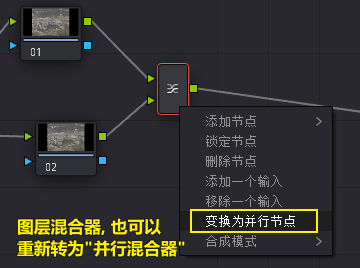 01
02
添加节点
锁定节点
删除节点
添加一个输入
移除一个输入
变换为并行节点
合成模式
图层混合器, 也可以
重新转为"并行混合器"